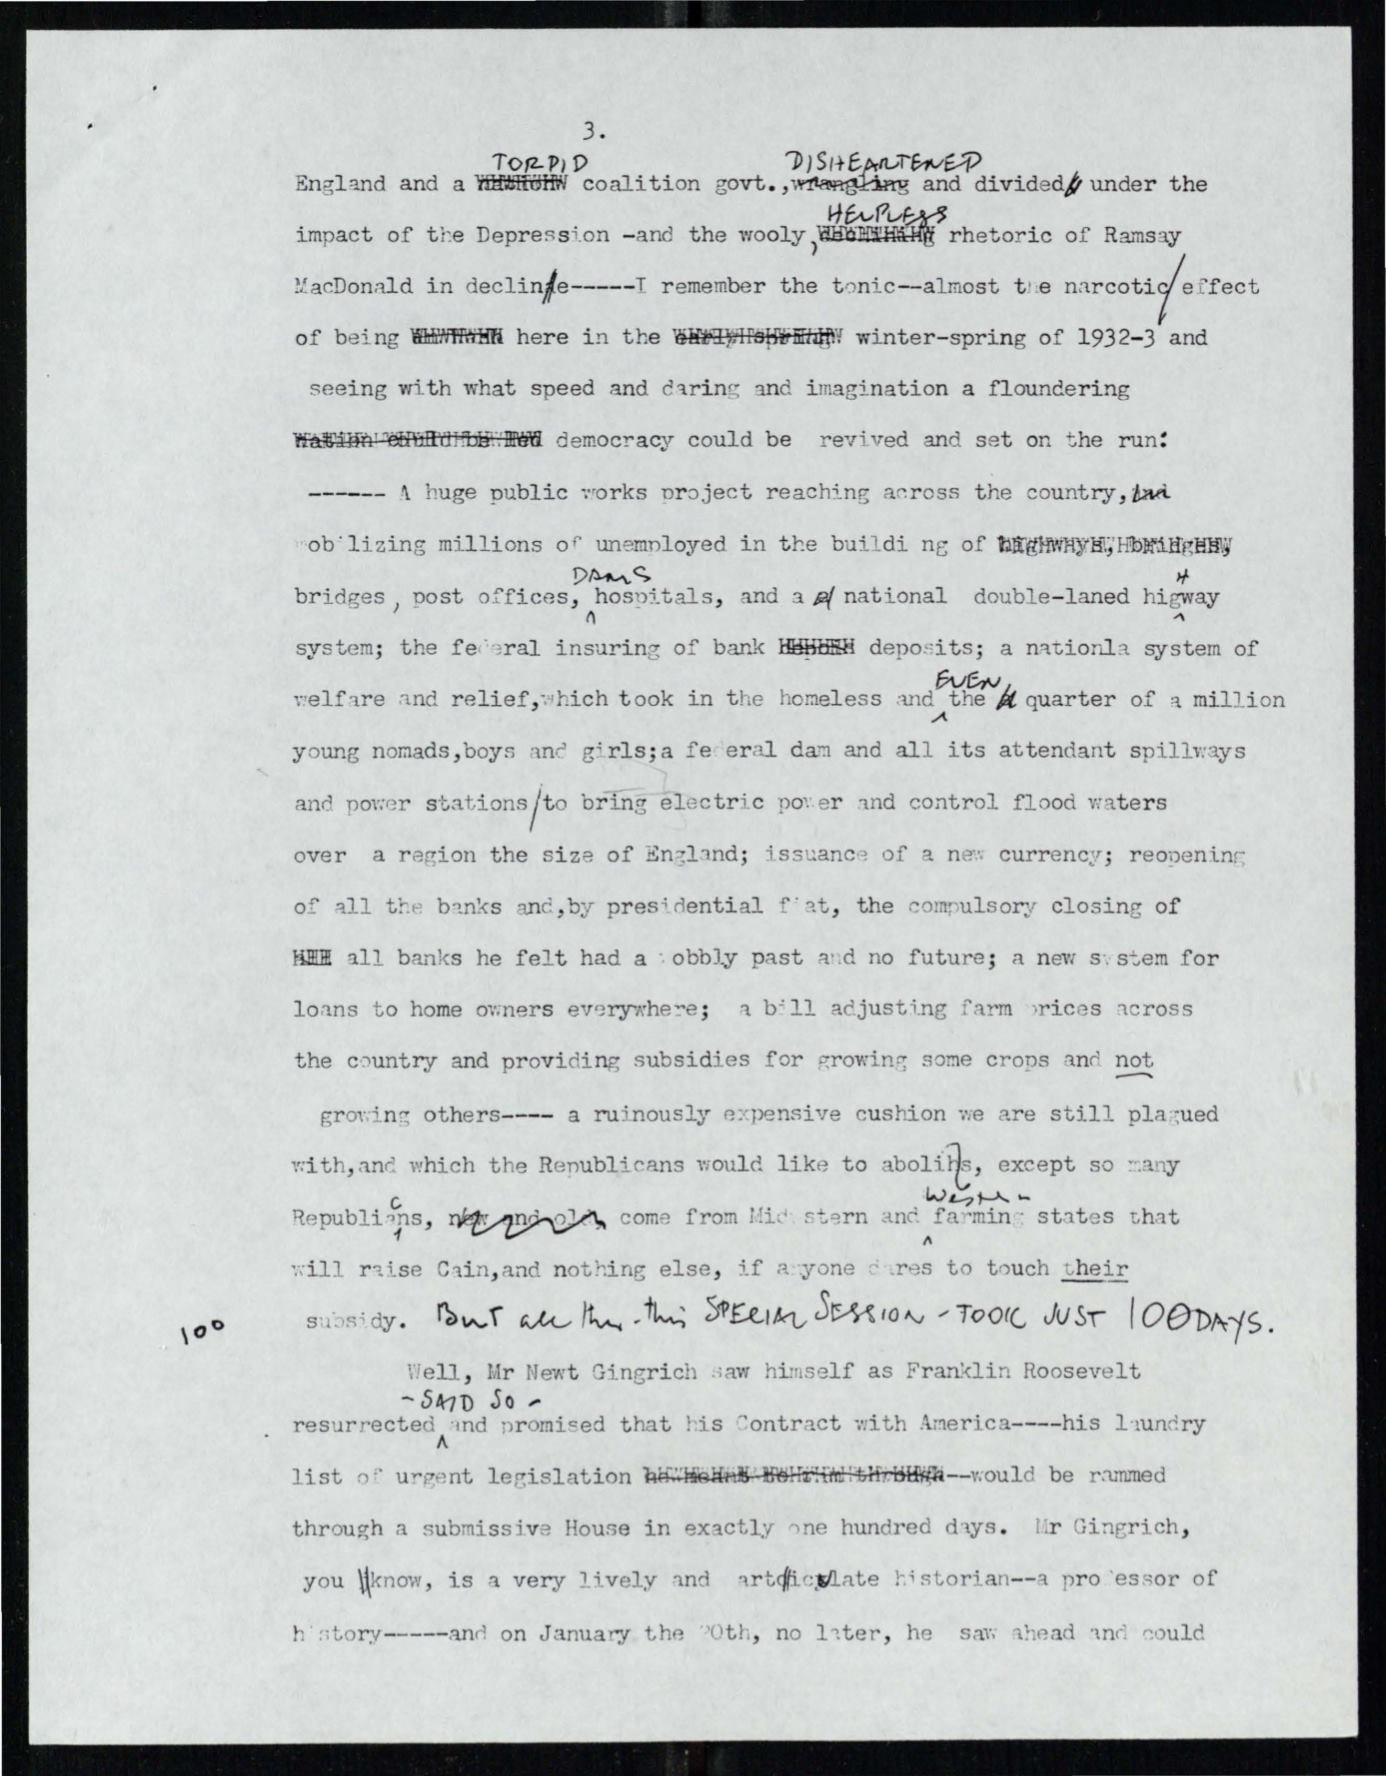 3.
TORPID DISHEARTENED
England and a coalition govt., wrangling and divided under the
HELPLESS
impact of the Depression -and the wooly, rhetoric of Ramsay
MacDonald in decline-----I remember the tonic--almost the narcotic/effect
of being here in the early spring winter-spring of 1932-3 and
seeing with what speed and daring and imagination a floundering
nation could be led democracy could be revived and set on the run:
------ A huge public works project reaching across the country, and
mobilizing millions of unemployed in the buildi ng of highways, bridges,
DAMS H
bridges, post offices, hospitals, and a national double-laned higway
system; the federal insuring of bank deposits; a nationla system of
EVEN
welfare and relief,which took in the homeless and the quarter of a million
young nomads,boys and girls;a federal dam and all its attendant spillways
and power stations/to bring electric power and control flood waters
over a region the size of England; issuance of a new currency; reopening
of all the banks and,by presidential fiat, the compulsory closing of
all banks he felt had a wobbly past and no future; a new system for
loans to home owners everywhere; a bill adjusting farm prices across
the country and providing subsidies for growing some crops and not
growing others---- a ruinously expensive cushion we are still plagued
with,and which the Republicans would like to abolihs, except so many
Western
Republicans, new and old, come from Mid stern and farming states that
will raise Cain,and nothing else, if anyone dares to touch their
subsidy. But all this - this SPECIAL SESSION - TOOK JUST 100 DAYS.
100
Well, Mr Newt Gingrich saw himself as Franklin Roosevelt
- SAID SO -
resurrected and promised that his Contract with America----his laundry
list of urgent legislation --would be rammed
through a submissive House in exactly one hundred days. Mr Gingrich,
you know, is a very lively and articulate historian--a professor of
history-----and on January the 20th, no later, he saw ahead and could